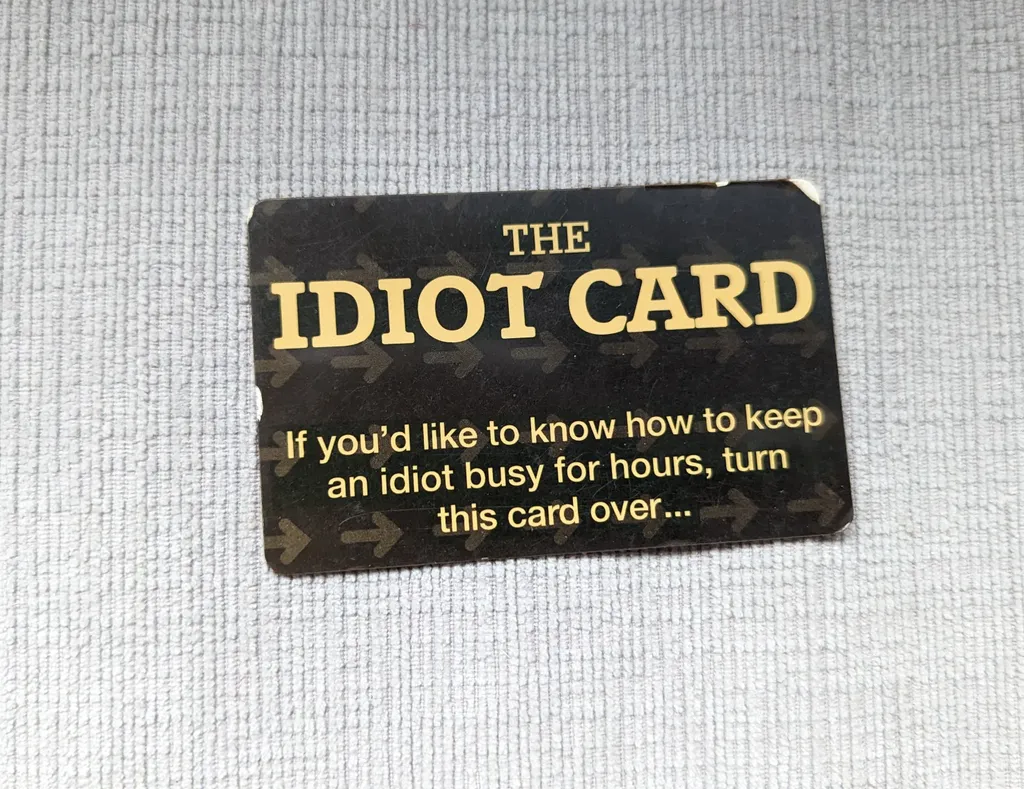 THE
IDIOT CARD
If you'd like to know how to keep
an idiot busy for hours, turn
this card over...